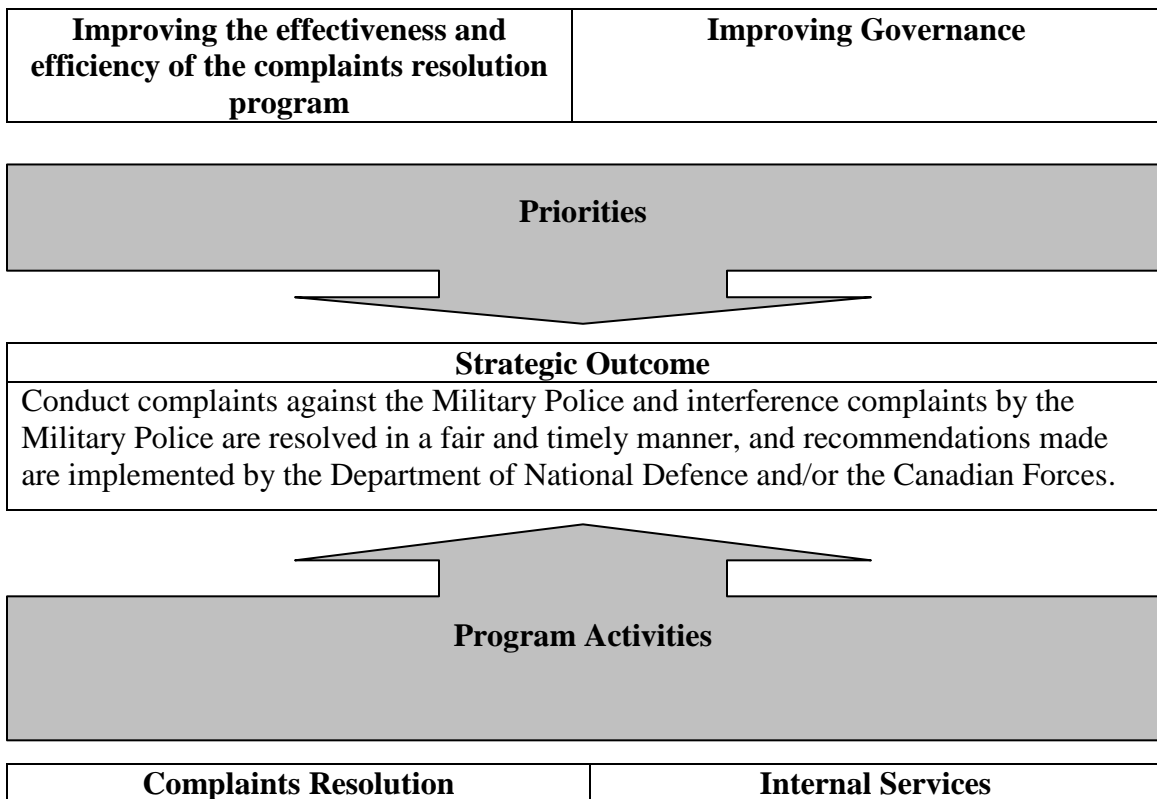 Improving the effectiveness and
efficiency of the complaints resolution
program
Improving Governance
Priorities
Strategic Outcome
Conduct complaints against the Military Police and interference complaints by the
Military Police are resolved in a fair and timely manner, and recommendations made
are implemented by the Department of National Defence and/or the Canadian Forces.
Program Activities
Complaints Resolution
Internal Services